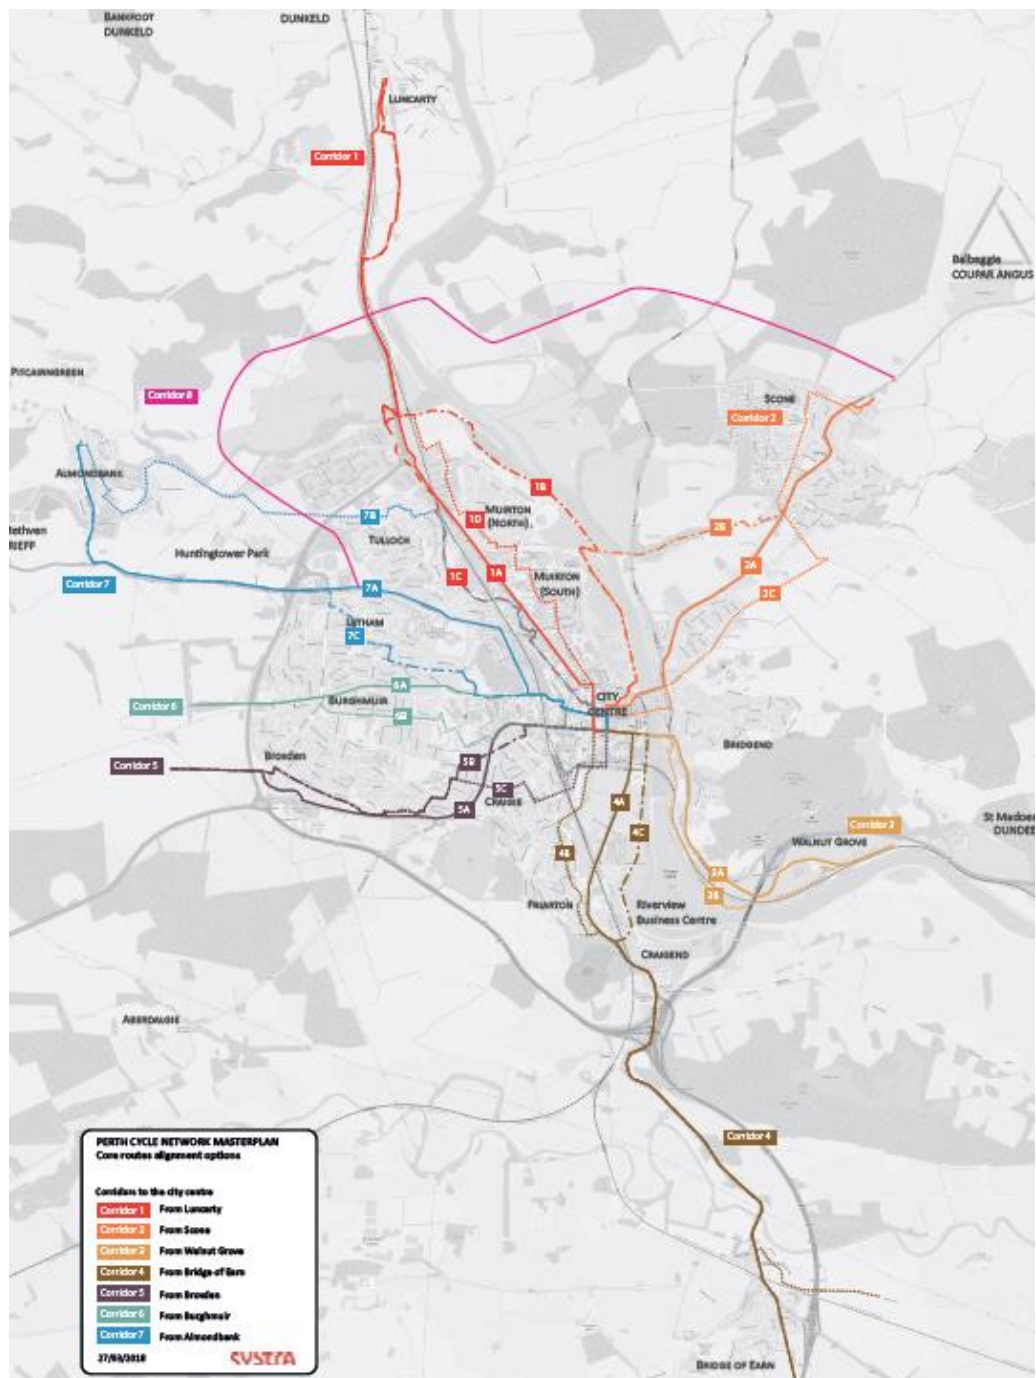 BANKFOOT
DUNKELD
DUNKELD
LUNCARTY
Corridor 1
Balbeggie
COUPAR ANGUS
PITCAIRNGREEN
Corridor 8
SCONE
Corridor 2
ALMONDBANK
1B
1D
MUIRTON
(NORTH)
7B
TULLOCH
2B
Methven
RIEFF
Huntingtower Park
1C
1A
MUIRTON
(SOUTH)
2A
2C
Corridor 7
7A
LETHAM
7C
6A
6B
Corridor 6
BURGHMUIR
CITY
CENTRE
BRIDGEND
Broxden
Corridor 5
5B
5C
5A
CRAIGIE
4A
4C
4B
Corridor 3
WALNUT GROVE
St Madoes
DUNDEE
3A
3B
FRIARTON
Riverview
Business Centre
CRAIGEND
ABERDALGIE
Corridor 4
PERTH CYCLE NETWORK MASTERPLAN
Core routes alignment options
Corridors to the city centre
Corridor 1 From Luncarty
Corridor 2 From Scone
Corridor 3 From Walnut Grove
Corridor 4 From Bridge of Earn
Corridor 5 From Broxden
Corridor 6 From Burghmuir
Corridor 7 From Almondbank
27/03/2018
SYSTRA
BRIDGE OF EARN